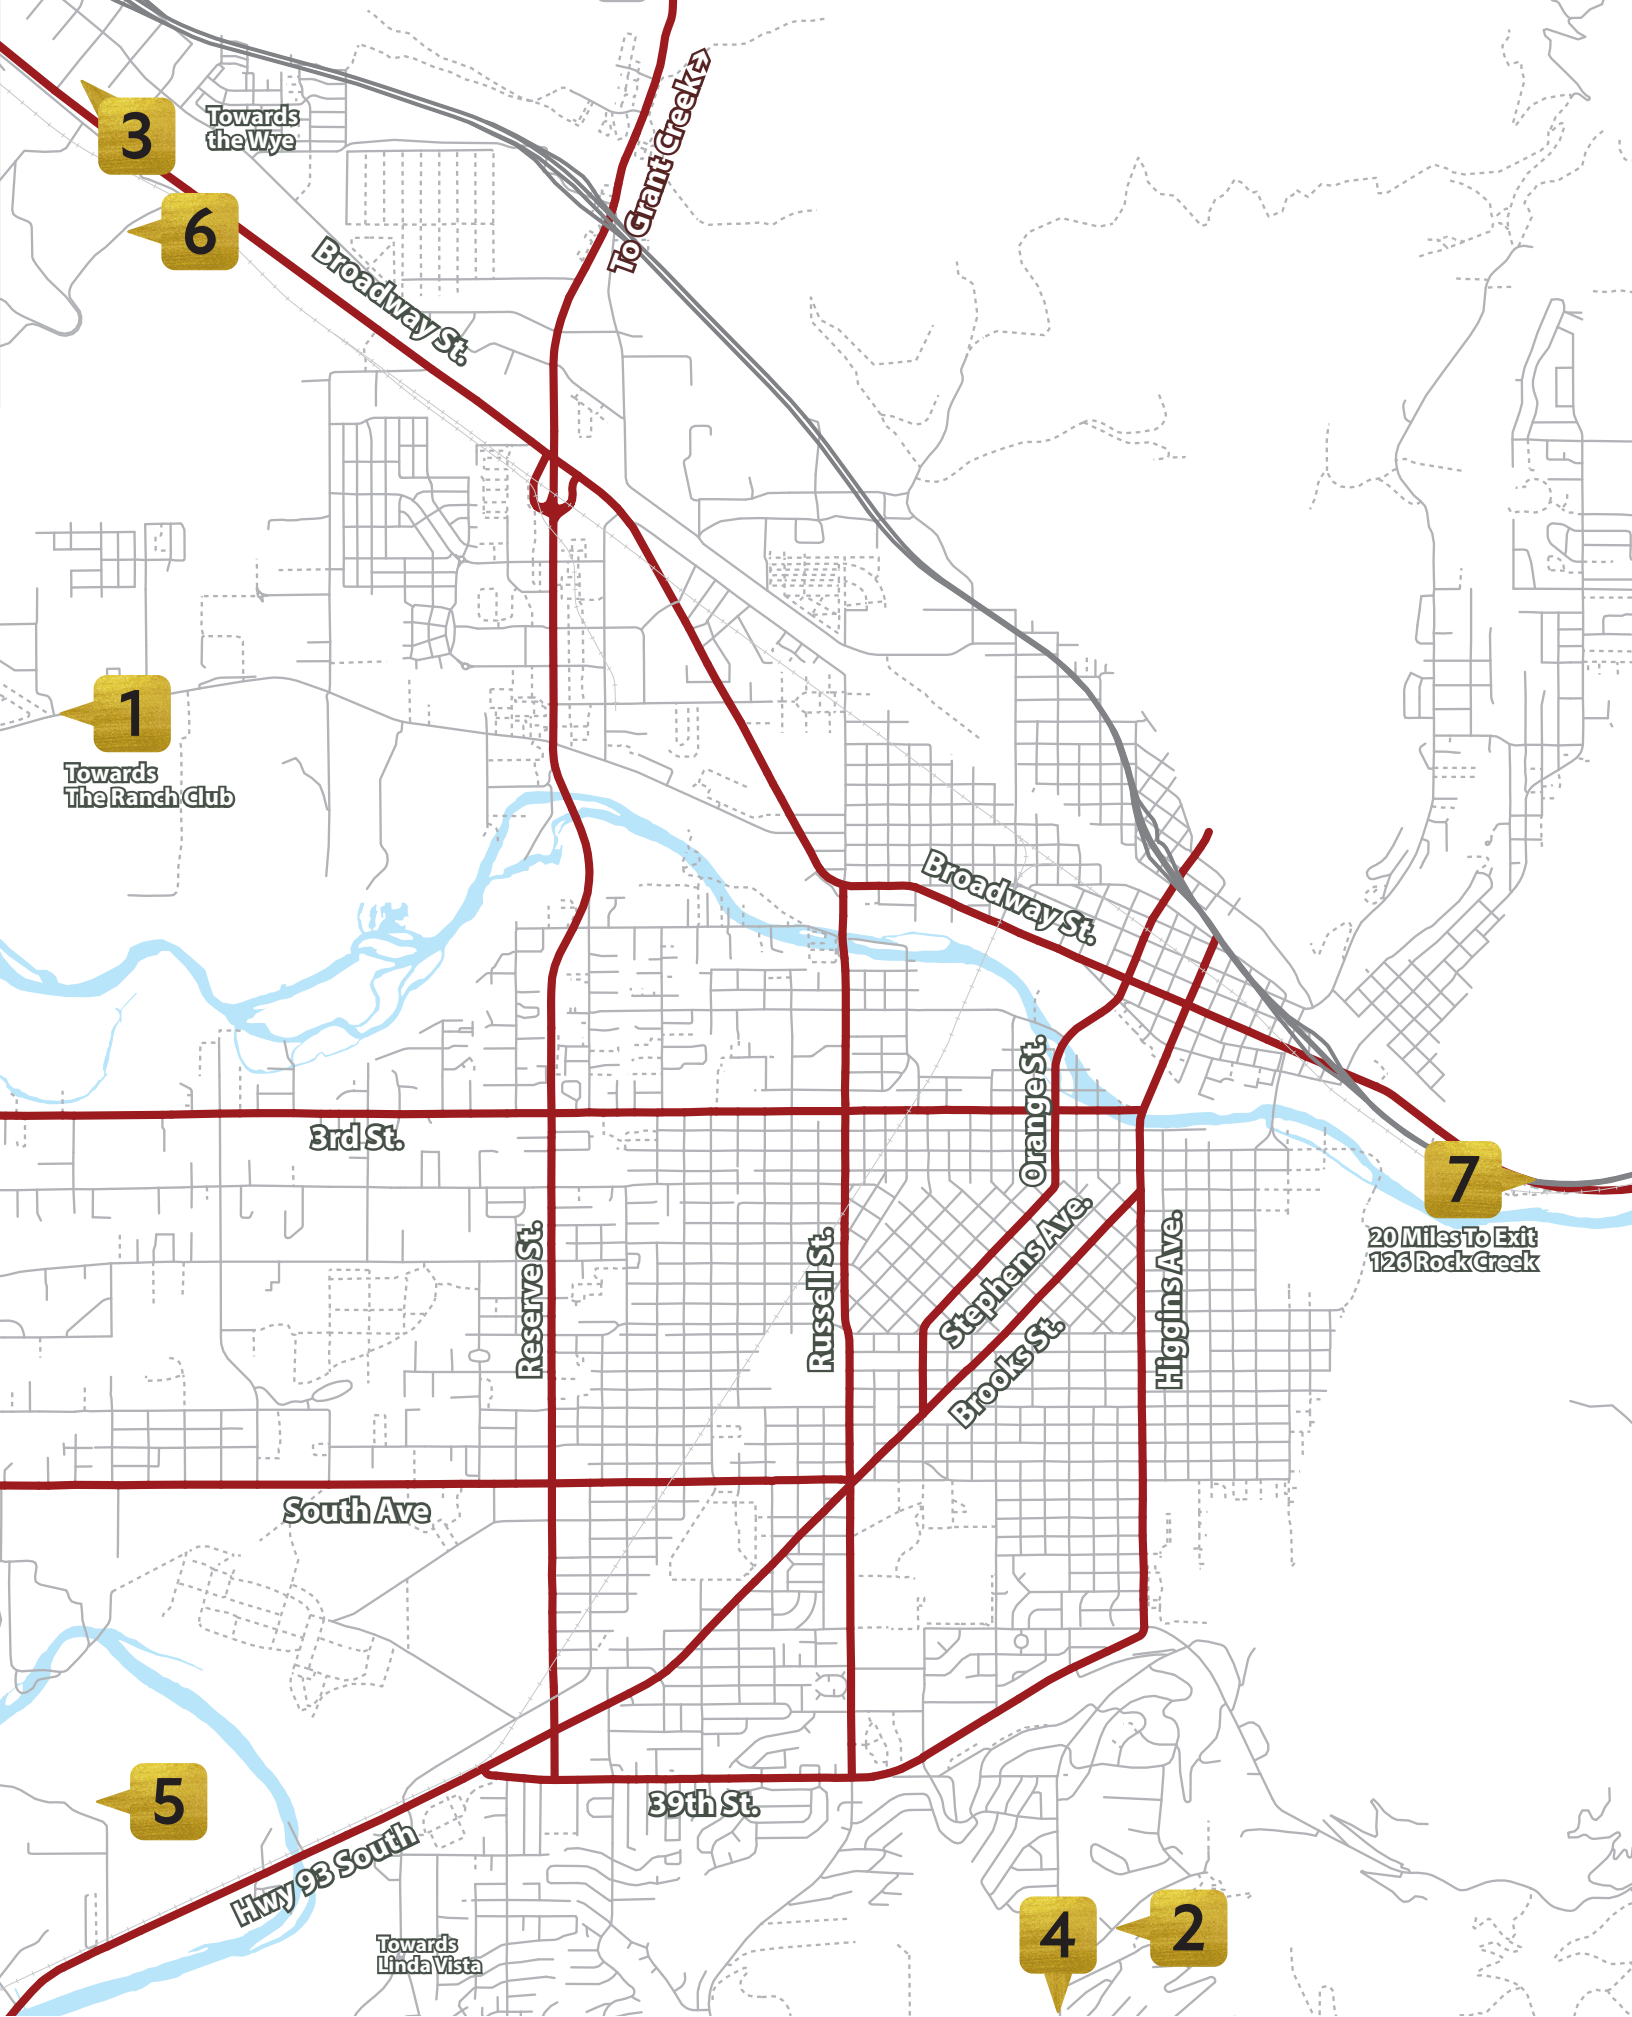 To Grant Creek->
3
Towards
the Wye
6
Broadway St.
1
Towards
The Ranch Club
Broadway St.
Orange St.
3rd St.
7
20 Miles To Exit
126 Rock Creek
Reserve St.
Russell St.
Stephens Ave.
Brooks St.
Higgins Ave.
South Ave
5
39th St.
Hwy 93 South
4
2
Towards
Linda Vista